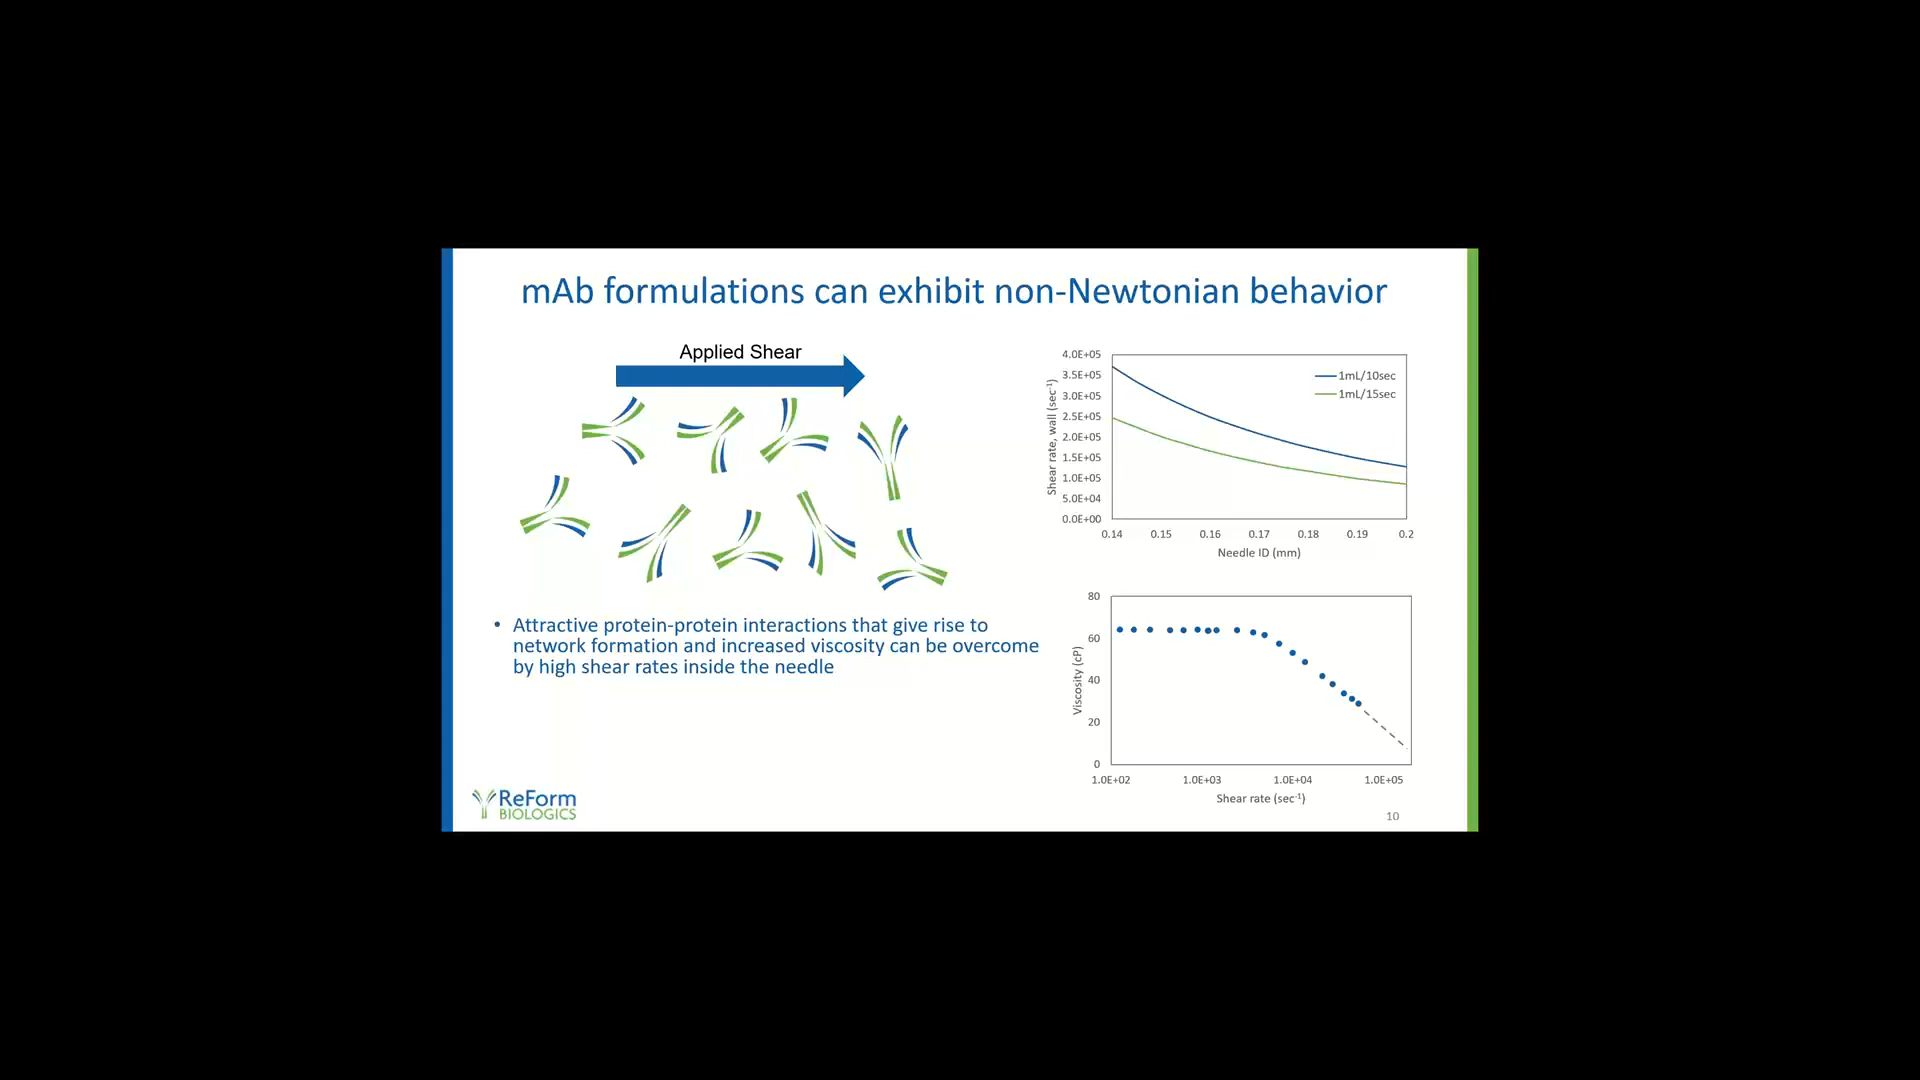 mAb formulations can exhibit non-Newtonian behavior
Applied Shear
• Attractive protein-protein interactions that give rise to
network formation and increased viscosity can be overcome
by high shear rates inside the needle
4.0E+05
3.5E+05
3.0E+05
2.5E+05
2.0E+05
1.5E+05
1.0E+05
5.0E+04
0.0E+00
Shear rate, wall (sec⁻¹)
1mL/10sec
1mL/15sec
0.14 0.15 0.16 0.17 0.18 0.19 0.2
Needle ID (mm)
80
60
40
20
0
Viscosity (cP)
1.0E+02 1.0E+03 1.0E+04 1.0E+05
Shear rate (sec⁻¹)
ReForm
BIOLOGICS
10